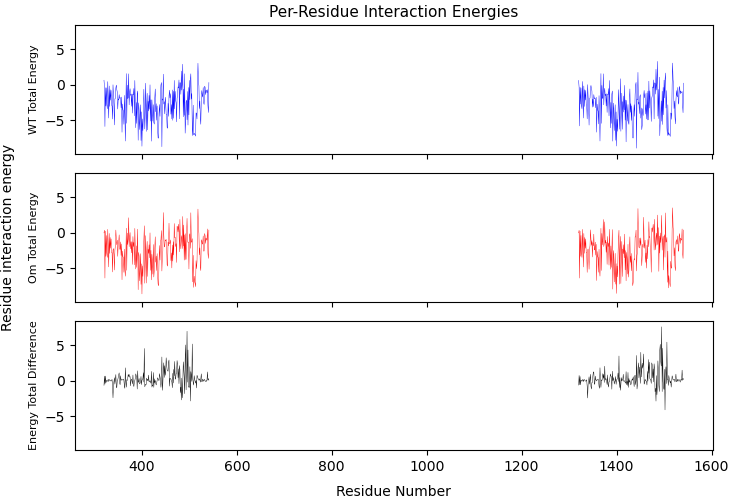 Per-Residue Interaction Energies
Residue interaction energy
WT Total Energy
5
0
−5
Om Total Energy
5
0
−5
Energy Total Difference
5
0
−5
400 600 800 1000 1200 1400 1600
Residue Number